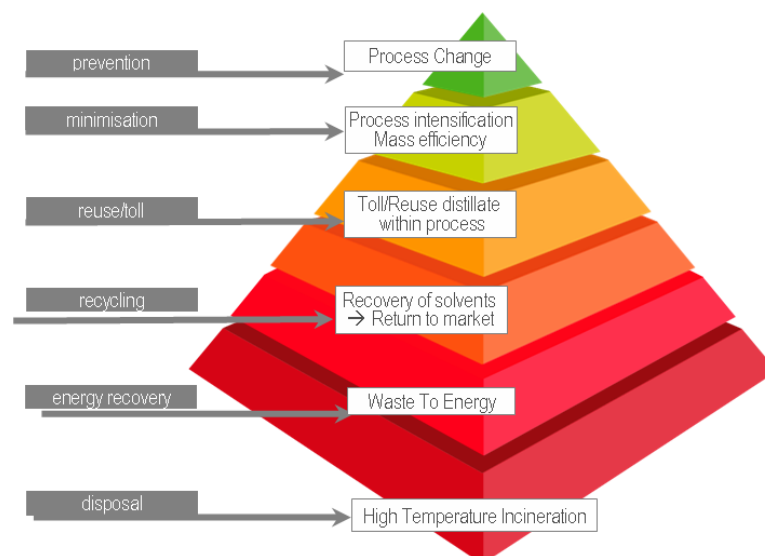 prevention
Process Change
minimisation
Process intensification
Mass efficiency
reuse/toll
Toll/Reuse distillate
within process
recycling
Recovery of solvents
→ Return to market
energy recovery
Waste To Energy
disposal
High Temperature Incineration